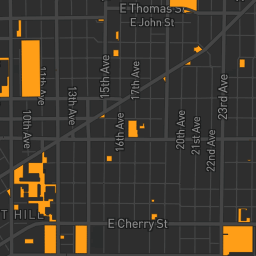 E Thomas S
E John St
15th Ave
17th Ave
11th Ave
13th Ave
10th Ave
16th Ave
20th Ave
21st Ave
22nd Ave
23rd Ave
T HILL
E Cherry St